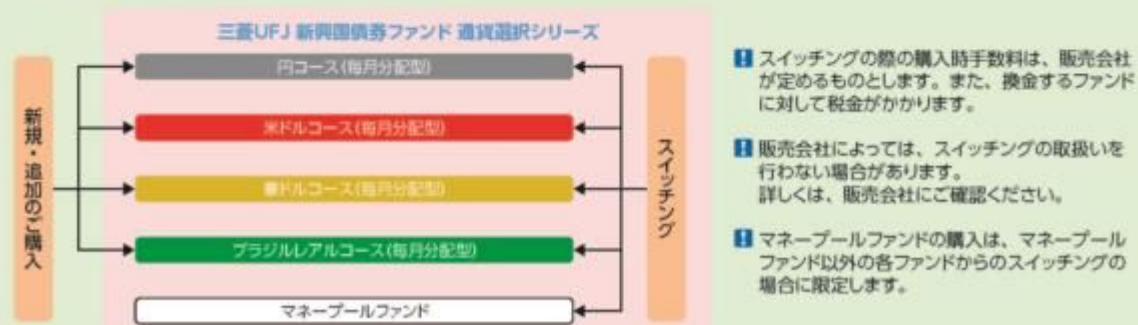 三菱UFJ 新興国債券ファンド 通貨選択シリーズ
新規・追加のご購入
円コース(毎月分配型)
米ドルコース(毎月分配型)
豪ドルコース(毎月分配型)
ブラジルレアルコース(毎月分配型)
マネープールファンド
スイッチング
スイッチングの際の購入時手数料は、販売会社
が定めるものとします。また、換金するファンド
に対して税金がかかります。
販売会社によっては、スイッチングの取扱いを
行わない場合があります。
詳しくは、販売会社にご確認ください。
マネープールファンドの購入は、マネープール
ファンド以外の各ファンドからのスイッチングの
場合に限定します。